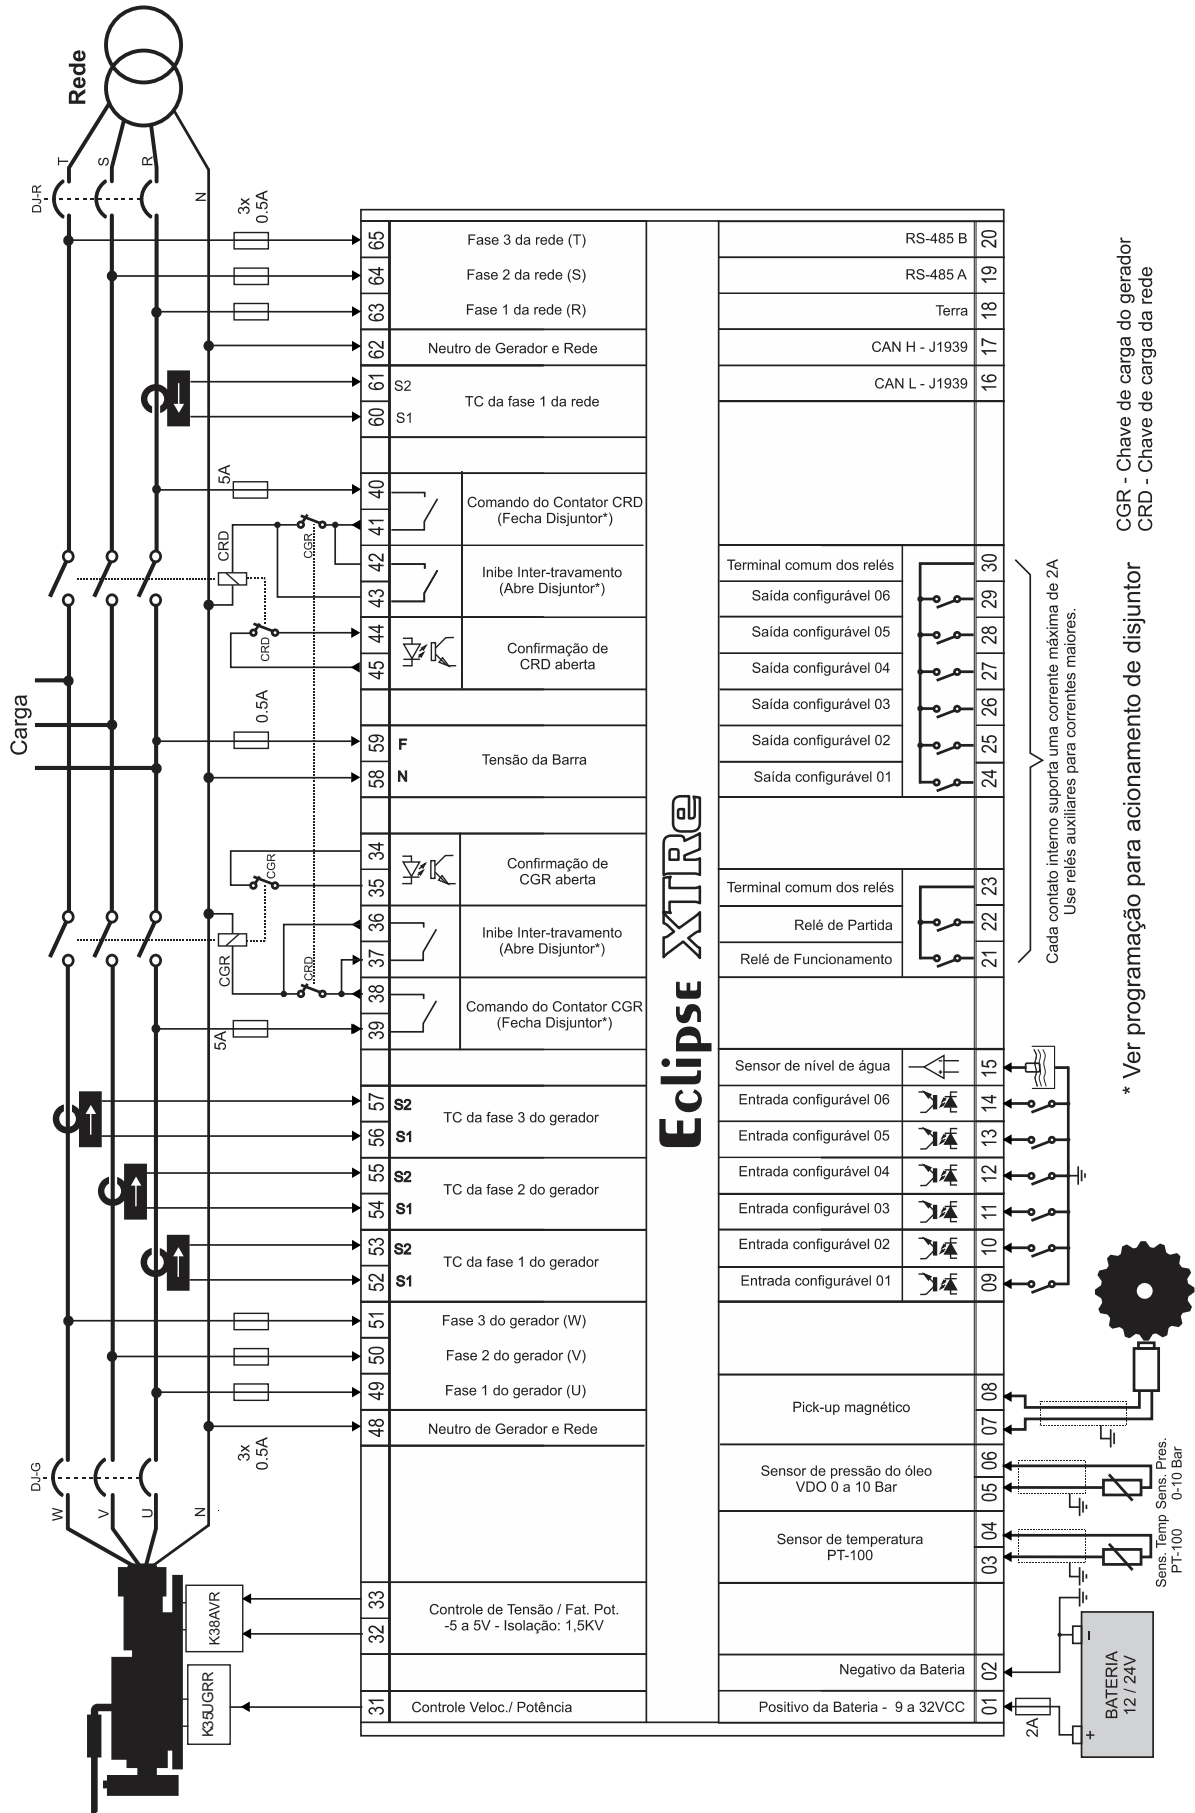 Rede
T
S
R
N
DJ-R
3x
0.5A
65
Fase 3 da rede (T)
64
Fase 2 da rede (S)
63
Fase 1 da rede (R)
62
Neutro de Gerador e Rede
61
S2
TC da fase 1 da rede
60
S1
5A
40
Comando do Contator CRD
(Fecha Disjuntor*)
41
CRD
CGR
42
Inibe Inter-travamento
(Abre Disjuntor*)
43
44
CRD
Confirmação de
CRD aberta
45
Carga
0.5A
59
F
Tensão da Barra
58
N
34
CGR
Confirmação de
CGR aberta
35
36
Inibe Inter-travamento
(Abre Disjuntor*)
37
CGR
CRD
38
Comando do Contator CGR
(Fecha Disjuntor*)
39
5A
57
S2
TC da fase 3 do gerador
56
S1
55
S2
TC da fase 2 do gerador
54
S1
53
S2
TC da fase 1 do gerador
52
S1
51
Fase 3 do gerador (W)
50
Fase 2 do gerador (V)
49
Fase 1 do gerador (U)
48
Neutro de Gerador e Rede
3x
0.5A
DJ-G
W
V
U
N
K38AVR
33
Controle de Tensão / Fat. Pot.
-5 a 5V - Isolação: 1,5KV
32
K35UGRR
31
Controle Veloc./ Potência
Eclipse XTRe
RS-485 B
20
RS-485 A
19
Terra
18
CAN H - J1939
17
CAN L - J1939
16
Terminal comum dos relés
30
Saída configurável 06
29
Saída configurável 05
28
Saída configurável 04
27
Saída configurável 03
26
Saída configurável 02
25
Saída configurável 01
24
Terminal comum dos relés
23
Relé de Partida
22
Relé de Funcionamento
21
Cada contato interno suporta uma corrente máxima de 2A
Use relés auxiliares para correntes maiores.
Sensor de nível de água
15
Entrada configurável 06
14
Entrada configurável 05
13
Entrada configurável 04
12
Entrada configurável 03
11
Entrada configurável 02
10
Entrada configurável 01
09
08
Pick-up magnético
07
06
Sensor de pressão do óleo
VDO 0 a 10 Bar
05
Sens. Pres.
0-10 Bar
04
Sensor de temperatura
PT-100
03
Sens. Temp
PT-100
Negativo da Bateria
02
Positivo da Bateria - 9 a 32VCC
01
2A
BATERIA
12 / 24V
+
−
CGR - Chave de carga do gerador
CRD - Chave de carga da rede
* Ver programação para acionamento de disjuntor